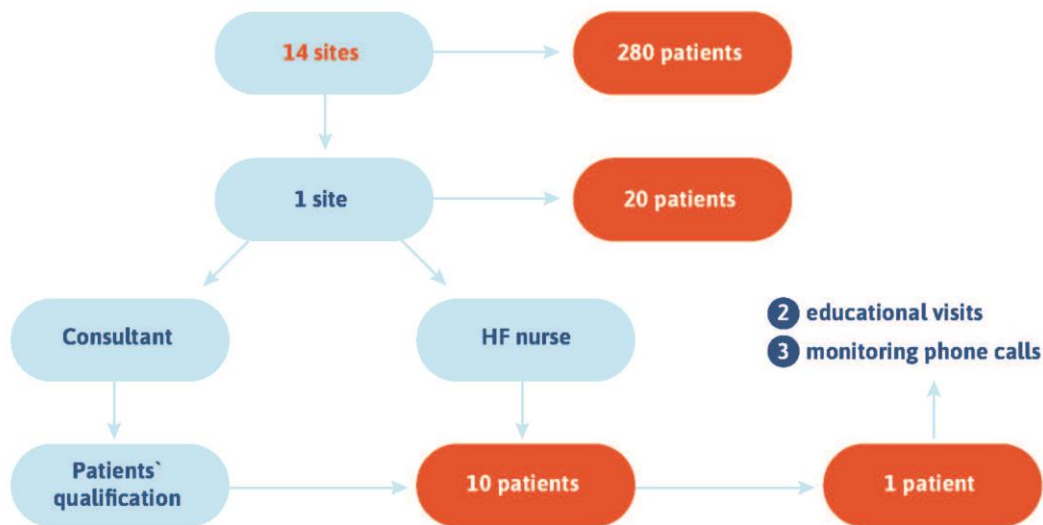 14 sites
280 patients
1 site
20 patients
Consultant
HF nurse
2 educational visits
3 monitoring phone calls
Patients`
qualification
10 patients
1 patient